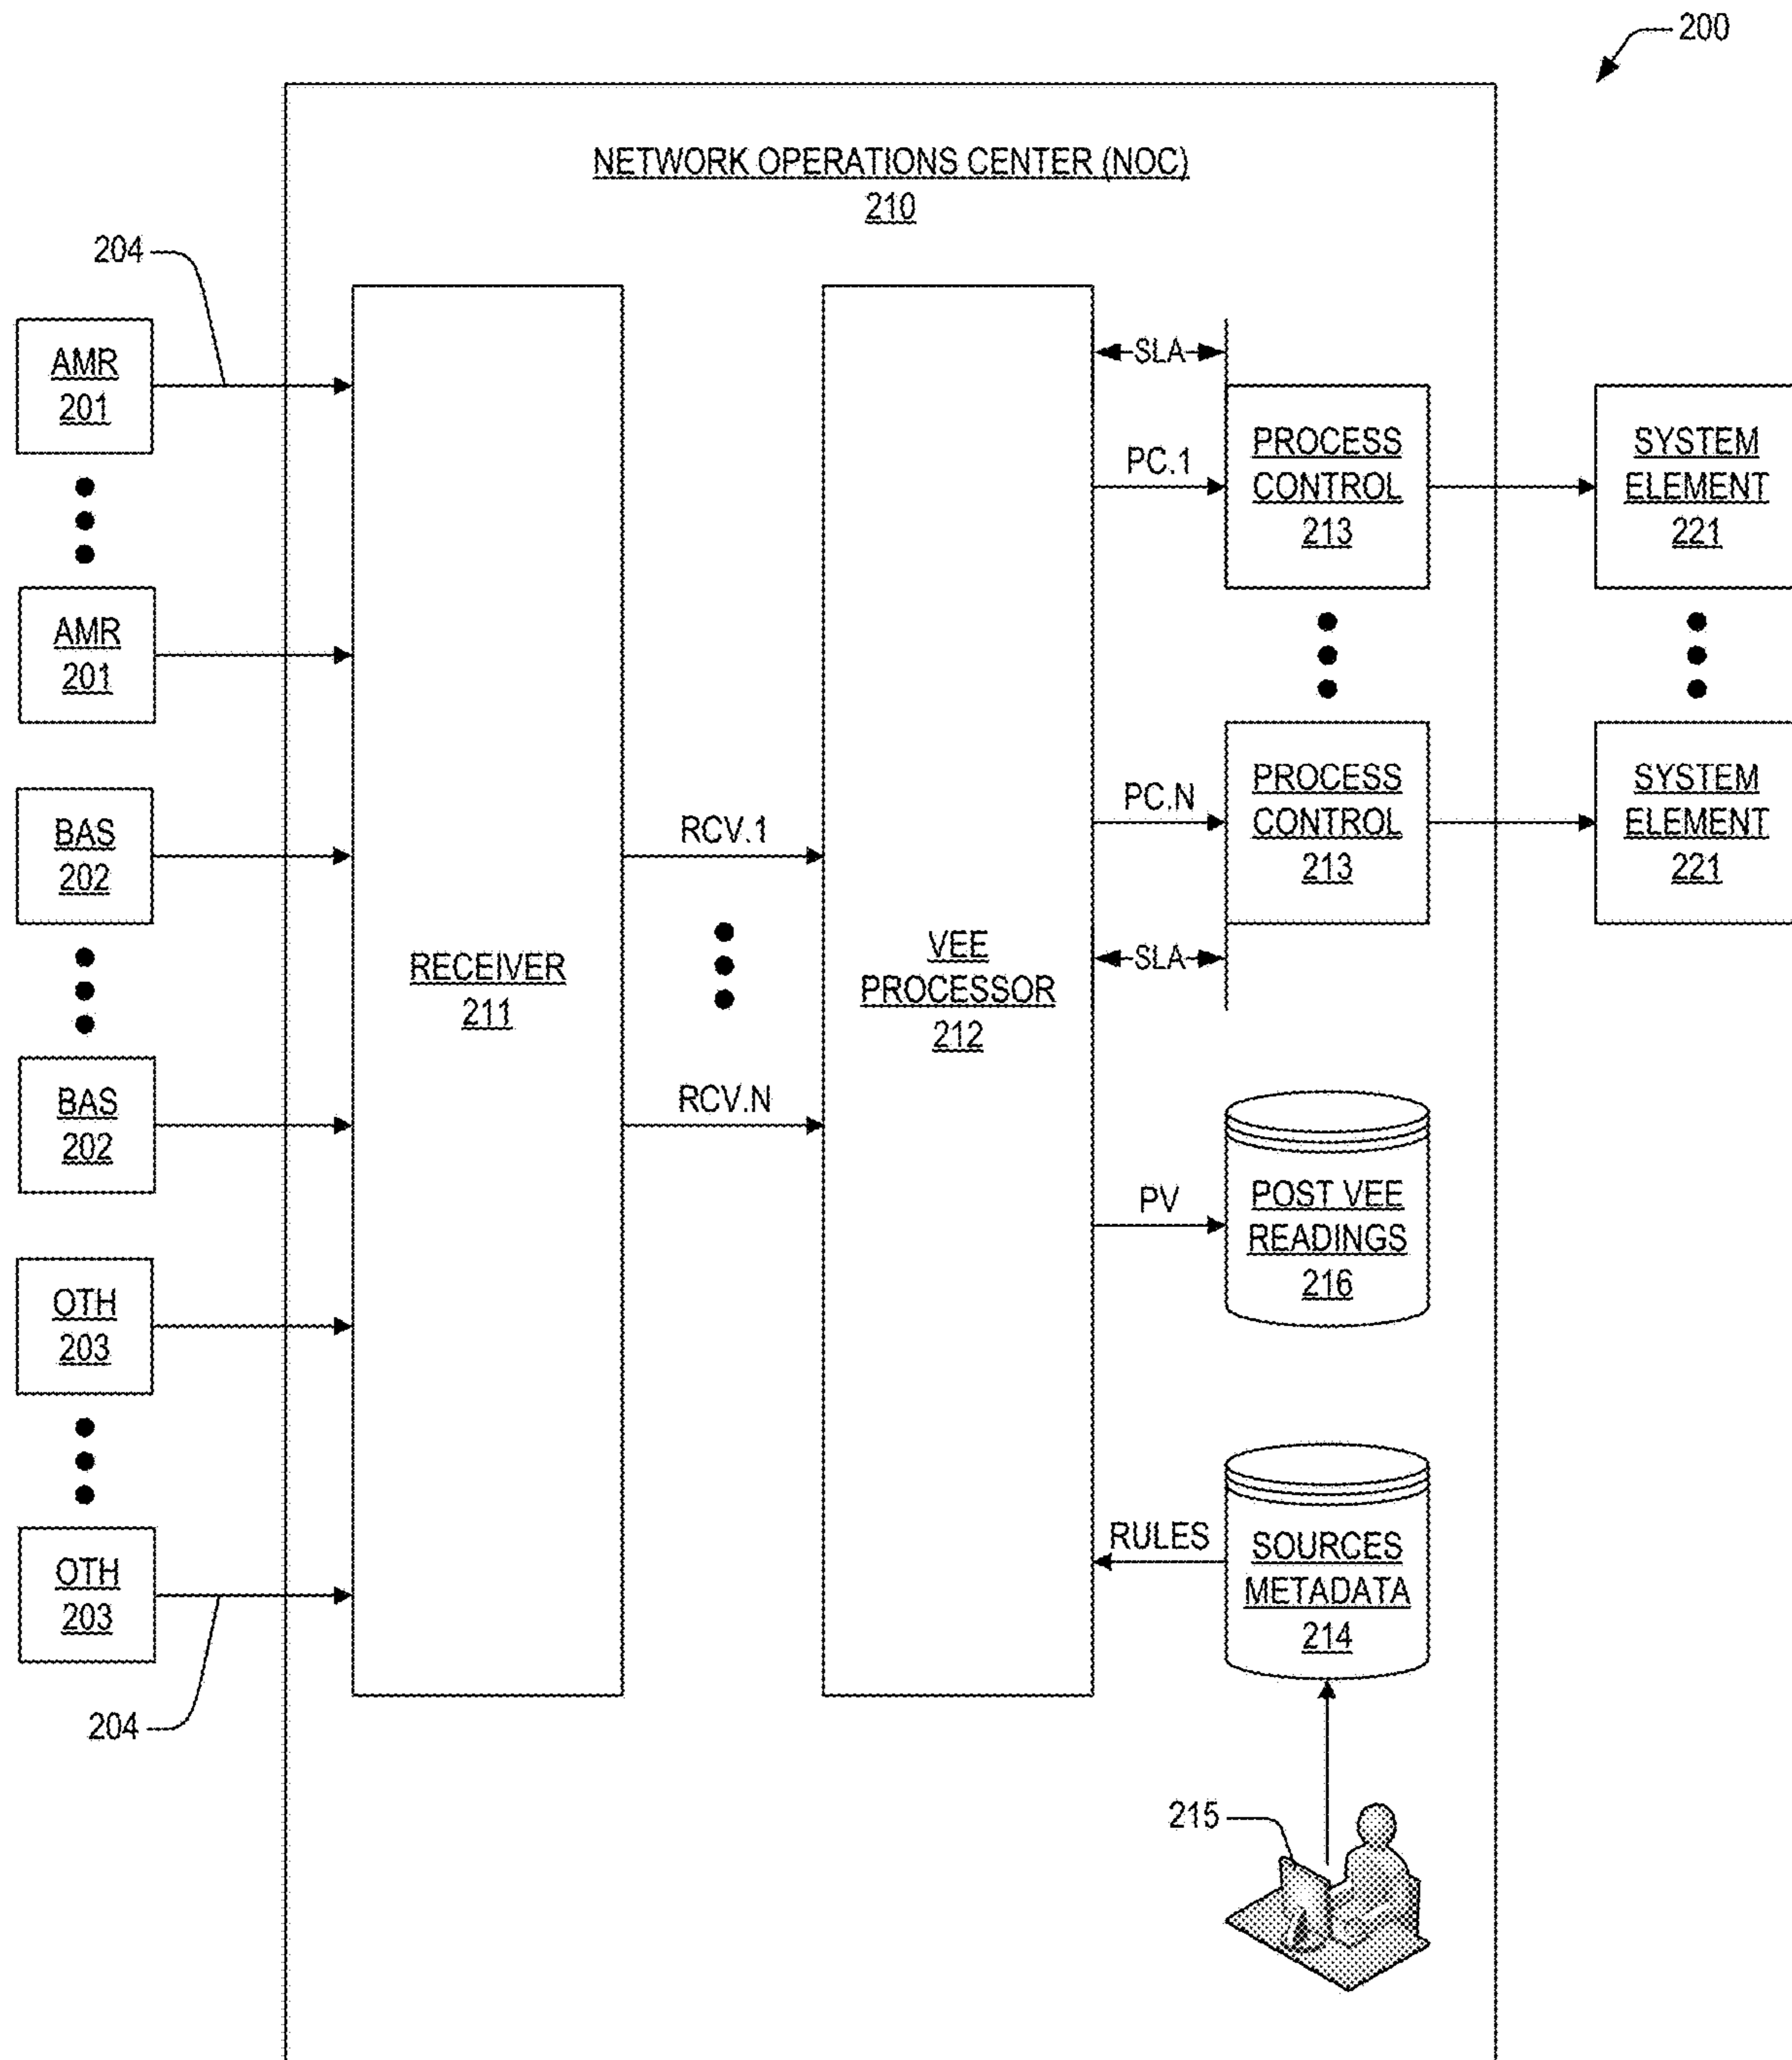 200
NETWORK OPERATIONS CENTER (NOC)
210
204
AMR
201
AMR
201
BAS
202
BAS
202
OTH
203
OTH
203
204
RECEIVER
211
RCV.1
RCV.N
VEE
PROCESSOR
212
SLA
PC.1
PROCESS
CONTROL
213
SYSTEM
ELEMENT
221
PC.N
PROCESS
CONTROL
213
SYSTEM
ELEMENT
221
SLA
PV
POST VEE
READINGS
216
RULES
SOURCES
METADATA
214
215